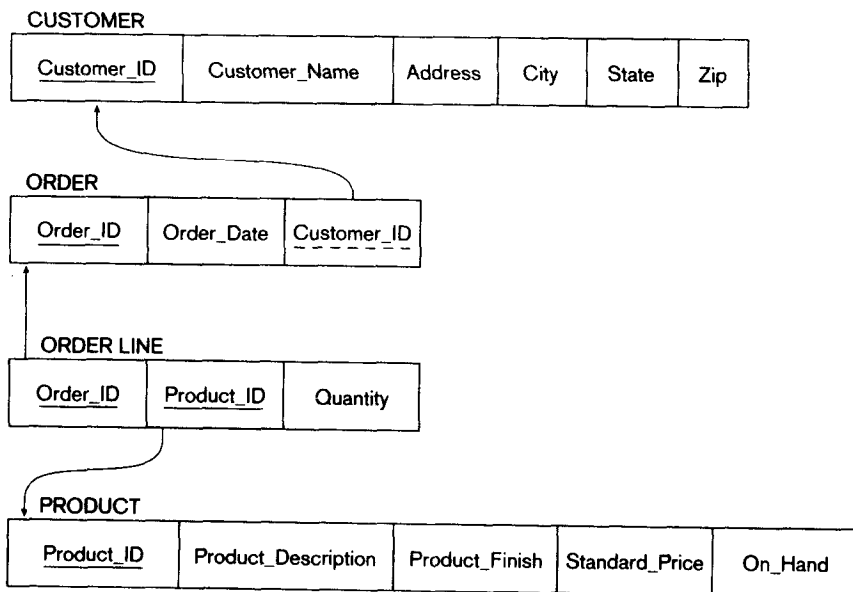 CUSTOMER
Customer_ID Customer_Name Address City State Zip
ORDER
Order_ID Order_Date Customer_ID
ORDER LINE
Order_ID Product_ID Quantity
PRODUCT
Product_ID Product_Description Product_Finish Standard_Price On_Hand